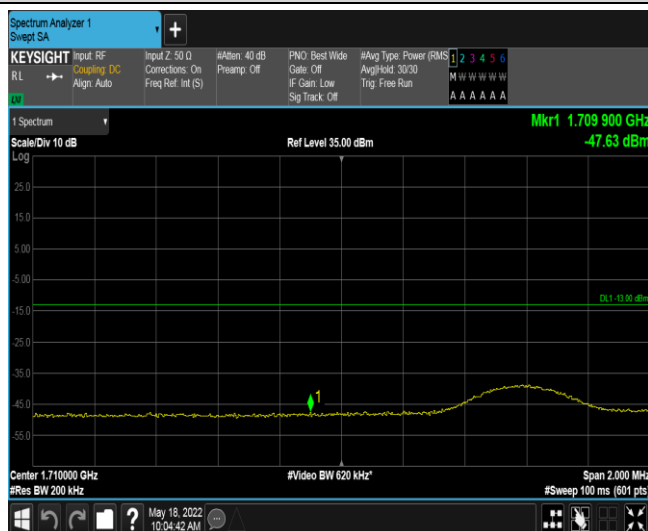 Spectrum Analyzer 1
Swept SA
KEYSIGHT
RL
LXI
Input: RF
Coupling: DC
Align: Auto
Input Z: 50 Ω
Corrections: On
Freq Ref: Int (S)
#Atten: 40 dB
Preamp: Off
PNO: Best Wide
Gate: Off
IF Gain: Low
Sig Track: Off
#Avg Type: Power (RMS
Avg|Hold: 30/30
Trig: Free Run
1 2 3 4 5 6
M W W W W W
A A A A A A
1 Spectrum
Mkr1 1.709 900 GHz
Scale/Div 10 dB
Ref Level 35.00 dBm
-47.63 dBm
Log
25.0
15.0
5.00
-5.00
DL1 -13.00 dBm
-15.0
-25.0
-35.0
1
-45.0
-55.0
Center 1.710000 GHz
#Video BW 620 kHz*
Span 2.000 MHz
#Res BW 200 kHz
#Sweep 100 ms (601 pts)
?
May 18, 2022
10:04:42 AM